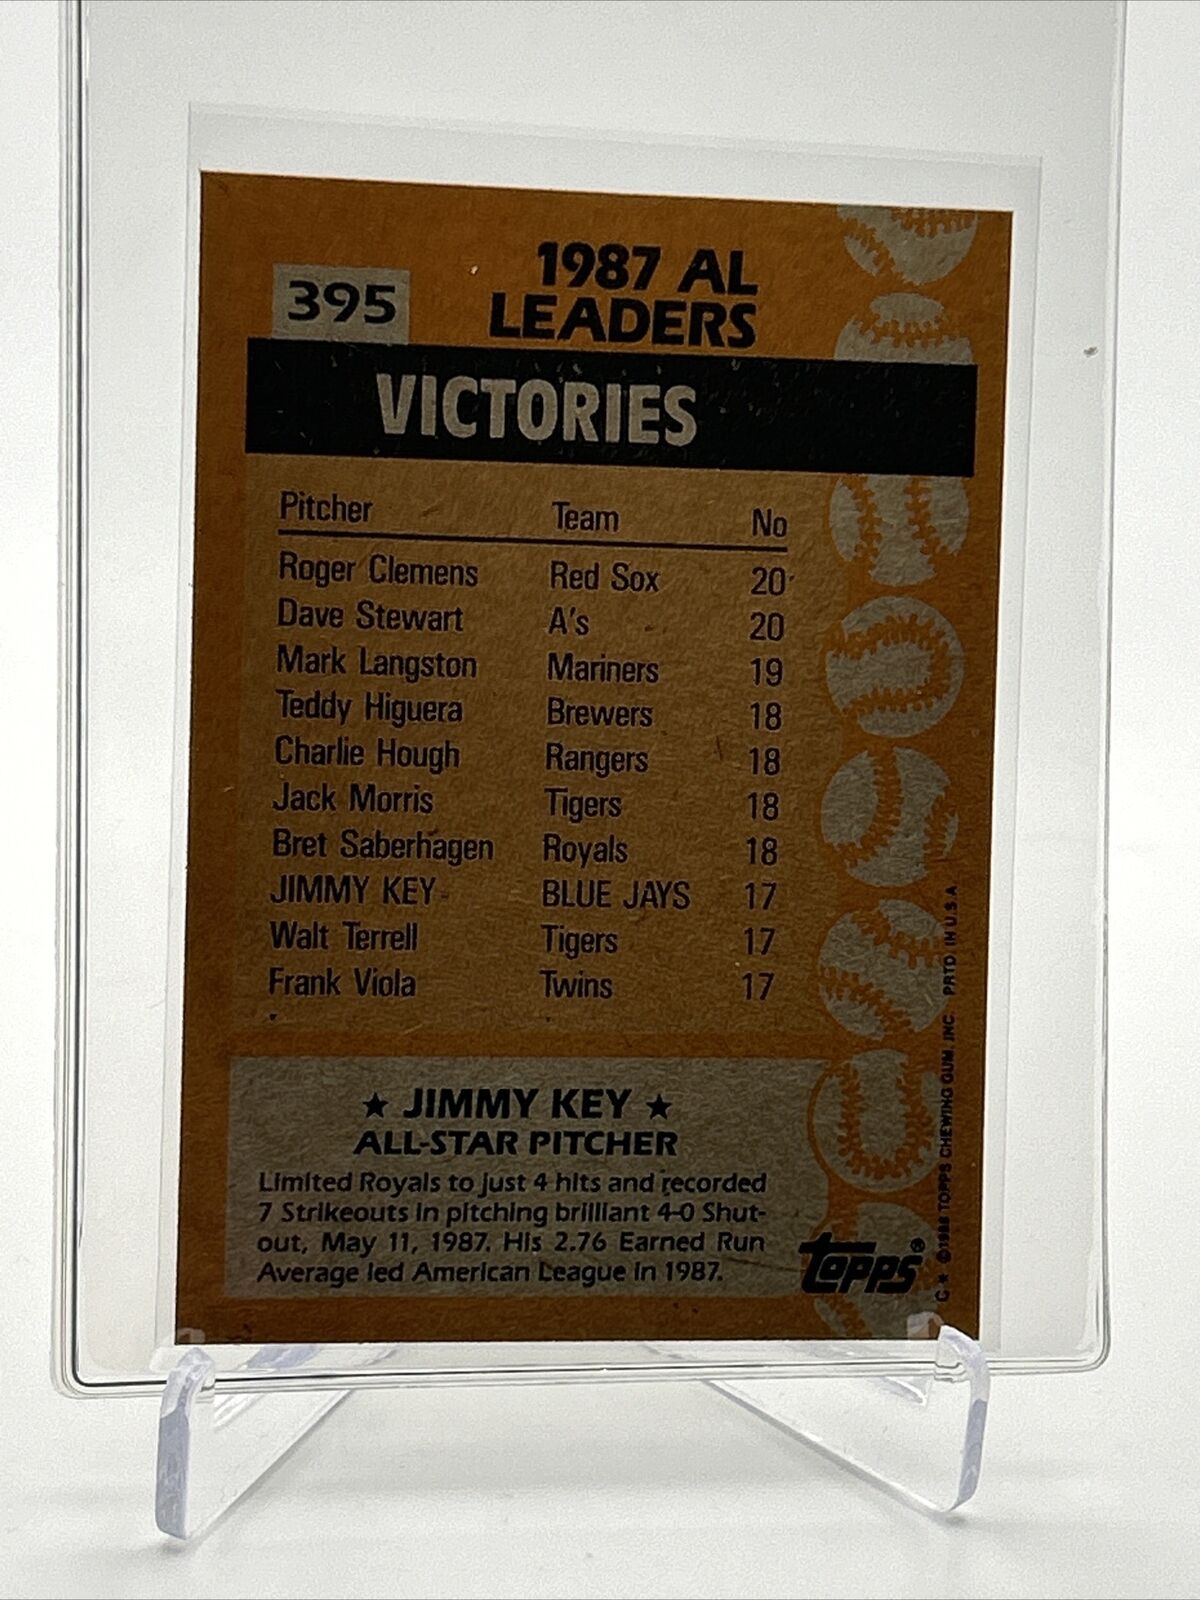 395
1987 AL
LEADERS
VICTORIES
Pitcher Team No
Roger Clemens Red Sox 20
Dave Stewart A's 20
Mark Langston Mariners 19
Teddy Higuera Brewers 18
Charlie Hough Rangers 18
Jack Morris Tigers 18
Bret Saberhagen Royals 18
JIMMY KEY BLUE JAYS 17
Walt Terrell Tigers 17
Frank Viola Twins 17
★ JIMMY KEY ★
ALL-STAR PITCHER
Limited Royals to just 4 hits and recorded
7 Strikeouts in pitching brilliant 4-0 Shut-
out, May 11, 1987. His 2.76 Earned Run
Average led American League in 1987.
topps®
C* ©1988 TOPPS CHEWING GUM, INC. PRTD. IN U.S.A.